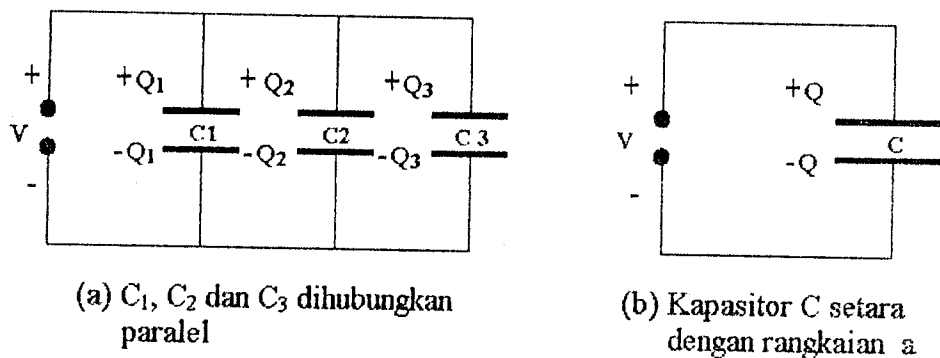 +
V
-
+Q₁
C1
-Q₁
+Q₂
C2
-Q₂
+Q₃
C 3
-Q₃
(a) C₁, C₂ dan C₃ dihubungkan
paralel
+
V
-
+Q
C
-Q
(b) Kapasitor C setara
dengan rangkaian a